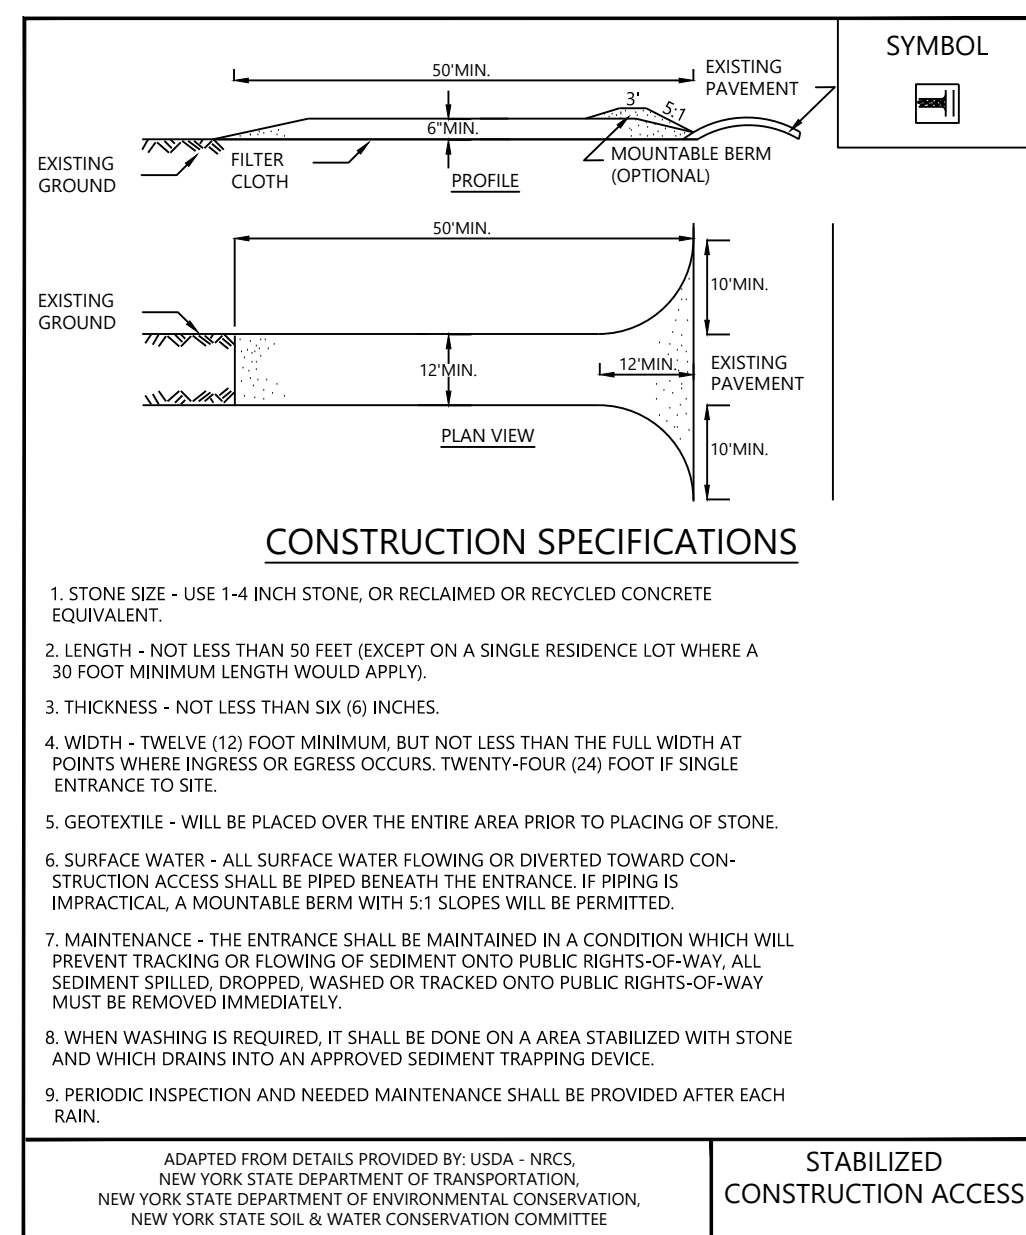 SYMBOL
50'MIN.
EXISTING
PAVEMENT
3'
5:1
6"MIN.
EXISTING
GROUND
FILTER
CLOTH
PROFILE
MOUNTABLE BERM
(OPTIONAL)
50'MIN.
10'MIN.
EXISTING
GROUND
12'MIN.
12'MIN.
EXISTING
PAVEMENT
PLAN VIEW
10'MIN.
CONSTRUCTION SPECIFICATIONS
1. STONE SIZE - USE 1-4 INCH STONE, OR RECLAIMED OR RECYCLED CONCRETE
EQUIVALENT.
2. LENGTH - NOT LESS THAN 50 FEET (EXCEPT ON A SINGLE RESIDENCE LOT WHERE A
30 FOOT MINIMUM LENGTH WOULD APPLY).
3. THICKNESS - NOT LESS THAN SIX (6) INCHES.
4. WIDTH - TWELVE (12) FOOT MINIMUM, BUT NOT LESS THAN THE FULL WIDTH AT
POINTS WHERE INGRESS OR EGRESS OCCURS. TWENTY-FOUR (24) FOOT IF SINGLE
ENTRANCE TO SITE.
5. GEOTEXTILE - WILL BE PLACED OVER THE ENTIRE AREA PRIOR TO PLACING OF STONE.
6. SURFACE WATER - ALL SURFACE WATER FLOWING OR DIVERTED TOWARD CON-
STRUCTION ACCESS SHALL BE PIPED BENEATH THE ENTRANCE. IF PIPING IS
IMPRACTICAL, A MOUNTABLE BERM WITH 5:1 SLOPES WILL BE PERMITTED.
7. MAINTENANCE - THE ENTRANCE SHALL BE MAINTAINED IN A CONDITION WHICH WILL
PREVENT TRACKING OR FLOWING OF SEDIMENT ONTO PUBLIC RIGHTS-OF-WAY, ALL
SEDIMENT SPILLED, DROPPED, WASHED OR TRACKED ONTO PUBLIC RIGHTS-OF-WAY
MUST BE REMOVED IMMEDIATELY.
8. WHEN WASHING IS REQUIRED, IT SHALL BE DONE ON A AREA STABILIZED WITH STONE
AND WHICH DRAINS INTO AN APPROVED SEDIMENT TRAPPING DEVICE.
9. PERIODIC INSPECTION AND NEEDED MAINTENANCE SHALL BE PROVIDED AFTER EACH
RAIN.
ADAPTED FROM DETAILS PROVIDED BY: USDA - NRCS,
NEW YORK STATE DEPARTMENT OF TRANSPORTATION,
NEW YORK STATE DEPARTMENT OF ENVIRONMENTAL CONSERVATION,
NEW YORK STATE SOIL & WATER CONSERVATION COMMITTEE
STABILIZED
CONSTRUCTION ACCESS